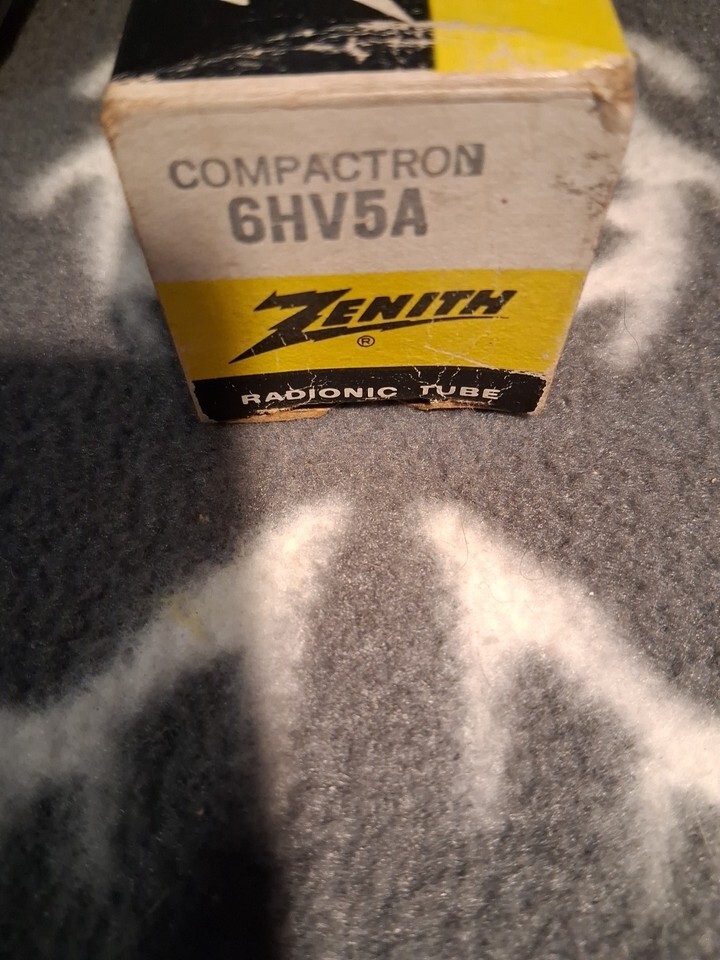 COMPACTRON
6HV5A
ZENITH
®
RADIONIC TUBE